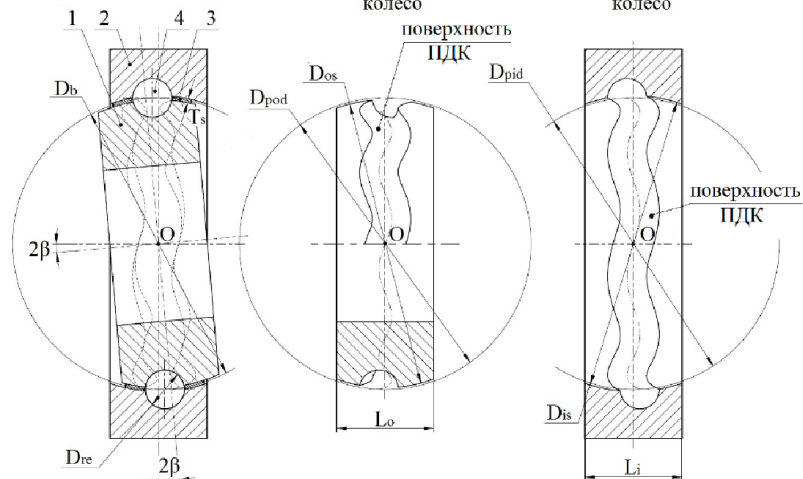 колесо
колесо
1 2 4 3
поверхность
ПДК
Db
Ts
Dos
Dpod
Dpid
поверхность
ПДК
O
O
O
2β
Dis
Dre
2β
Lo
Li